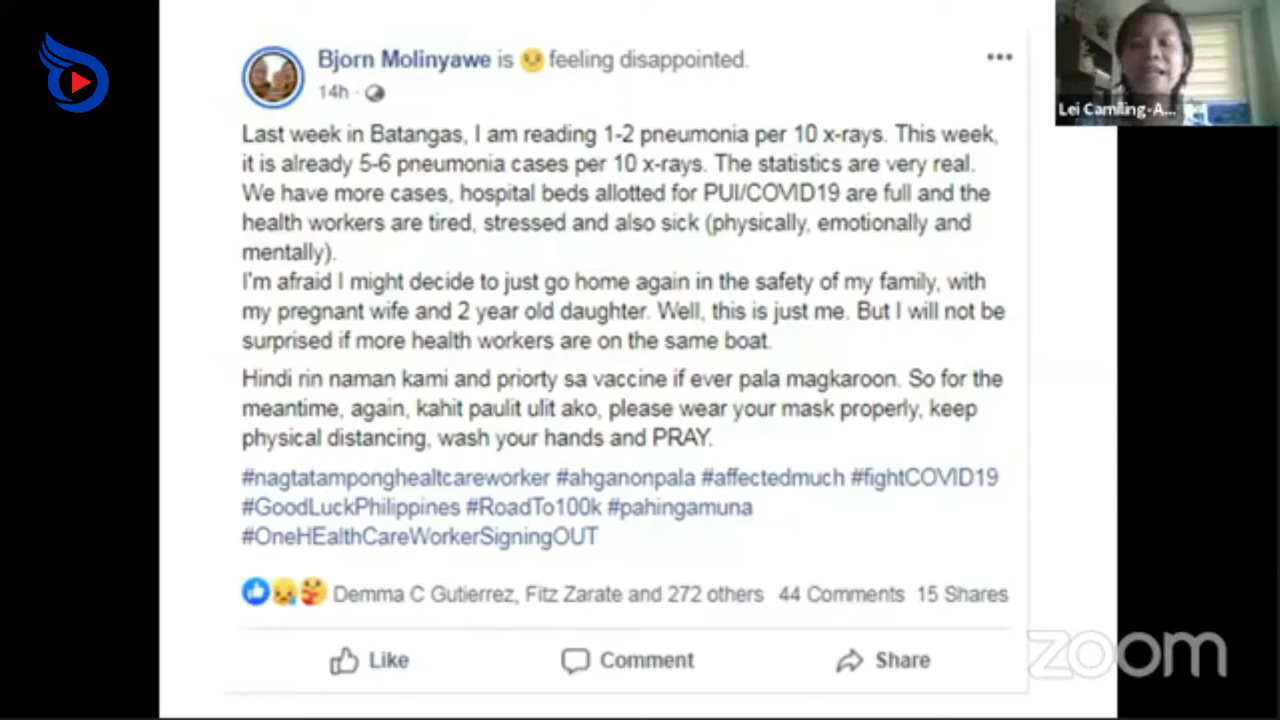 Bjorn Molinyawe is feeling disappointed.
14h
Last week in Batangas, I am reading 1-2 pneumonia per 10 x-rays. This week,
it is already 5-6 pneumonia cases per 10 x-rays. The statistics are very real.
We have more cases, hospital beds allotted for PUI/COVID19 are full and the
health workers are tired, stressed and also sick (physically, emotionally and
mentally).
I'm afraid I might decide to just go home again in the safety of my family, with
my pregnant wife and 2 year old daughter. Well, this is just me. But I will not be
surprised if more health workers are on the same boat.
Hindi rin naman kami and priorty sa vaccine if ever pala magkaroon. So for the
meantime, again, kahit paulit ulit ako, please wear your mask properly, keep
physical distancing, wash your hands and PRAY.
#nagtatamponghealtcareworker #ahganonpala #affectedmuch #fightCOVID19
#GoodLuckPhilippines #RoadTo100k #pahingamuna
#OneHEalthCareWorkerSigningOUT
Demma C Gutierrez, Fitz Zarate and 272 others 44 Comments 15 Shares
Like Comment Share
Lei Camiling-A...
zoom